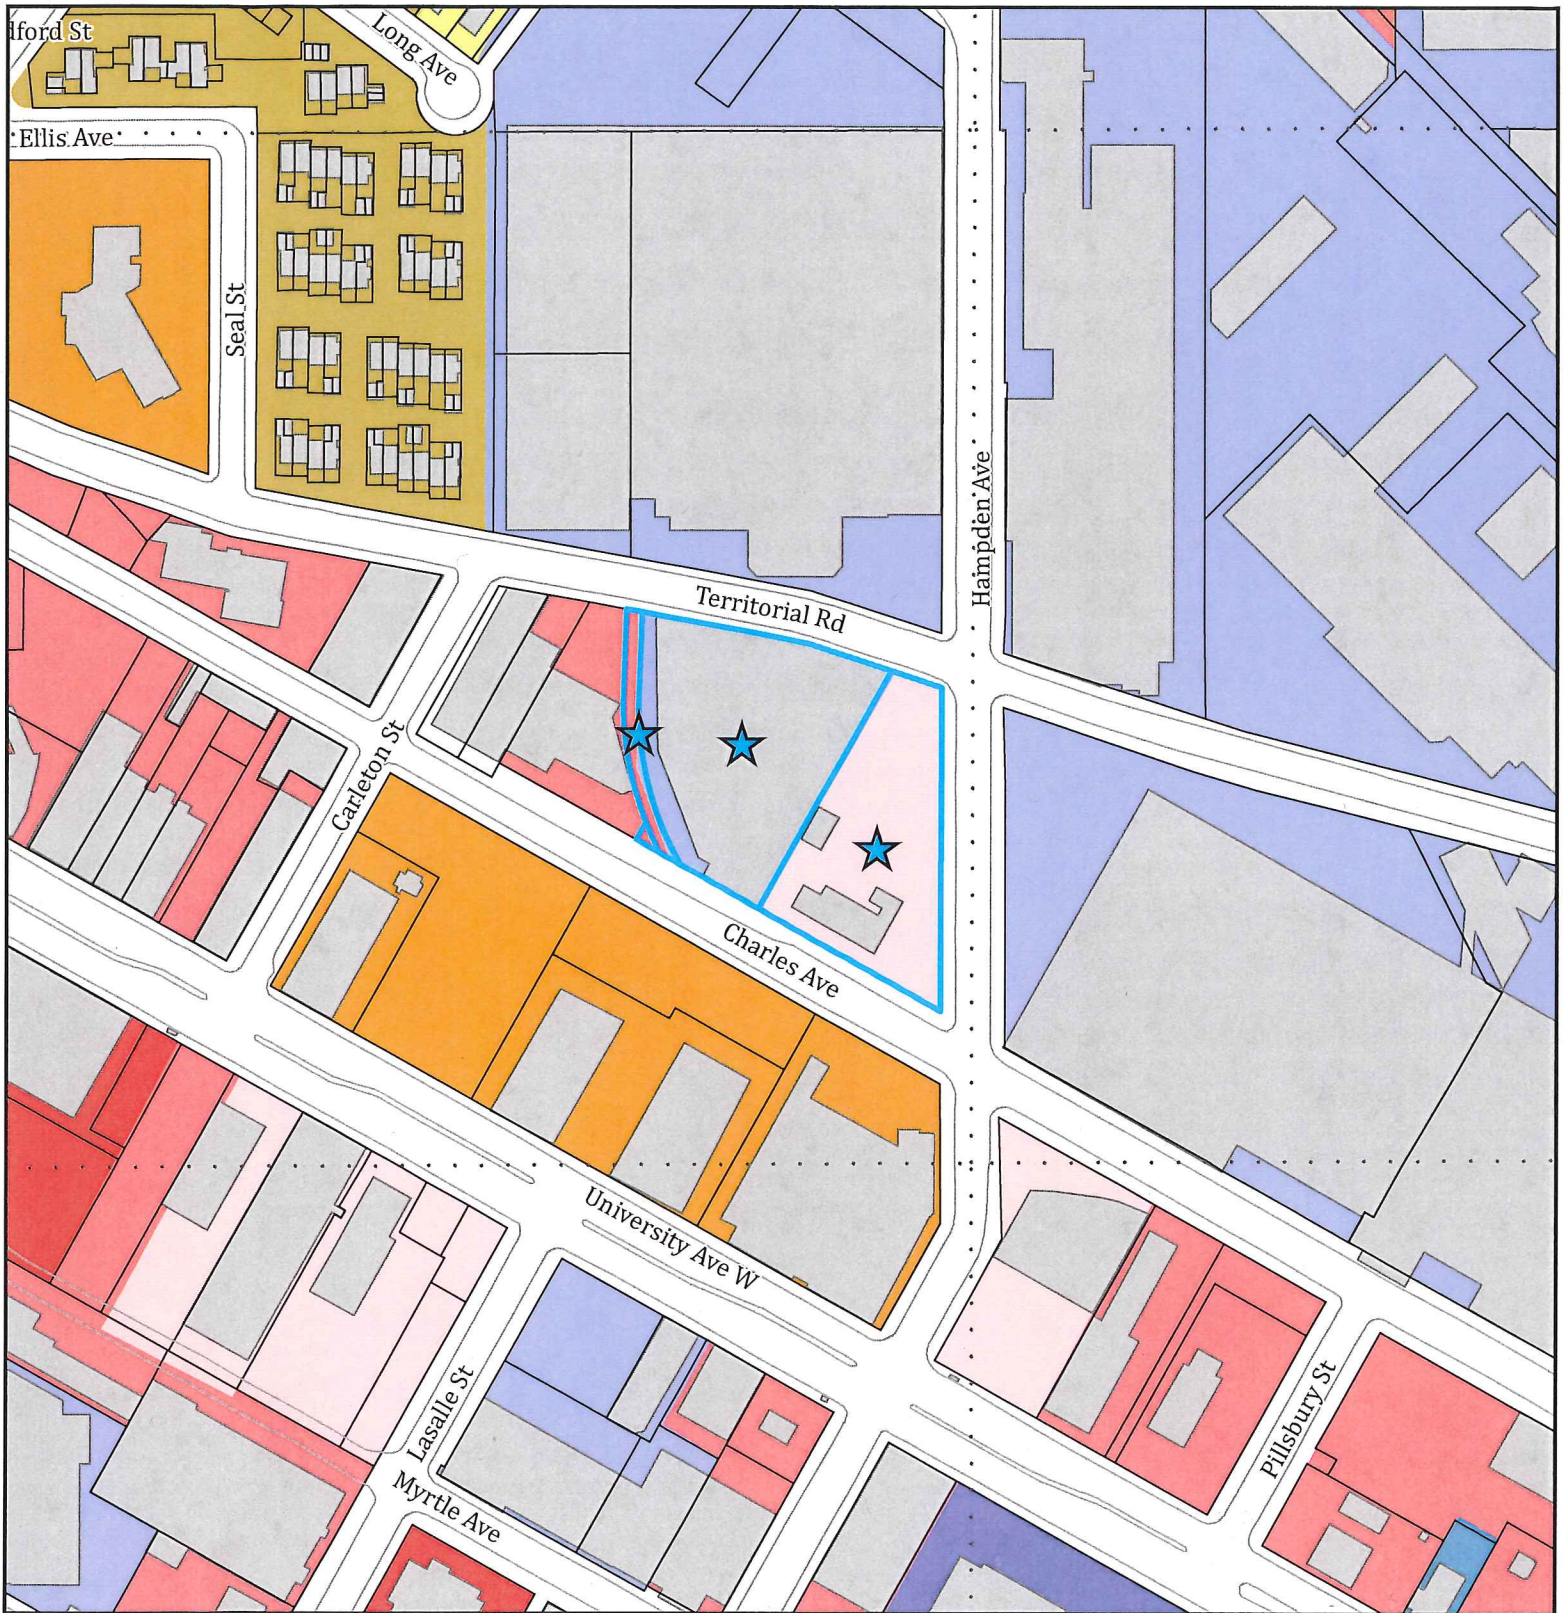 dford St
Long Ave
Ellis Ave
Seal St
Hampden Ave
Territorial Rd
Carleton St
Charles Ave
University Ave W
Lasalle St
Pillsbury St
Myrtle Ave